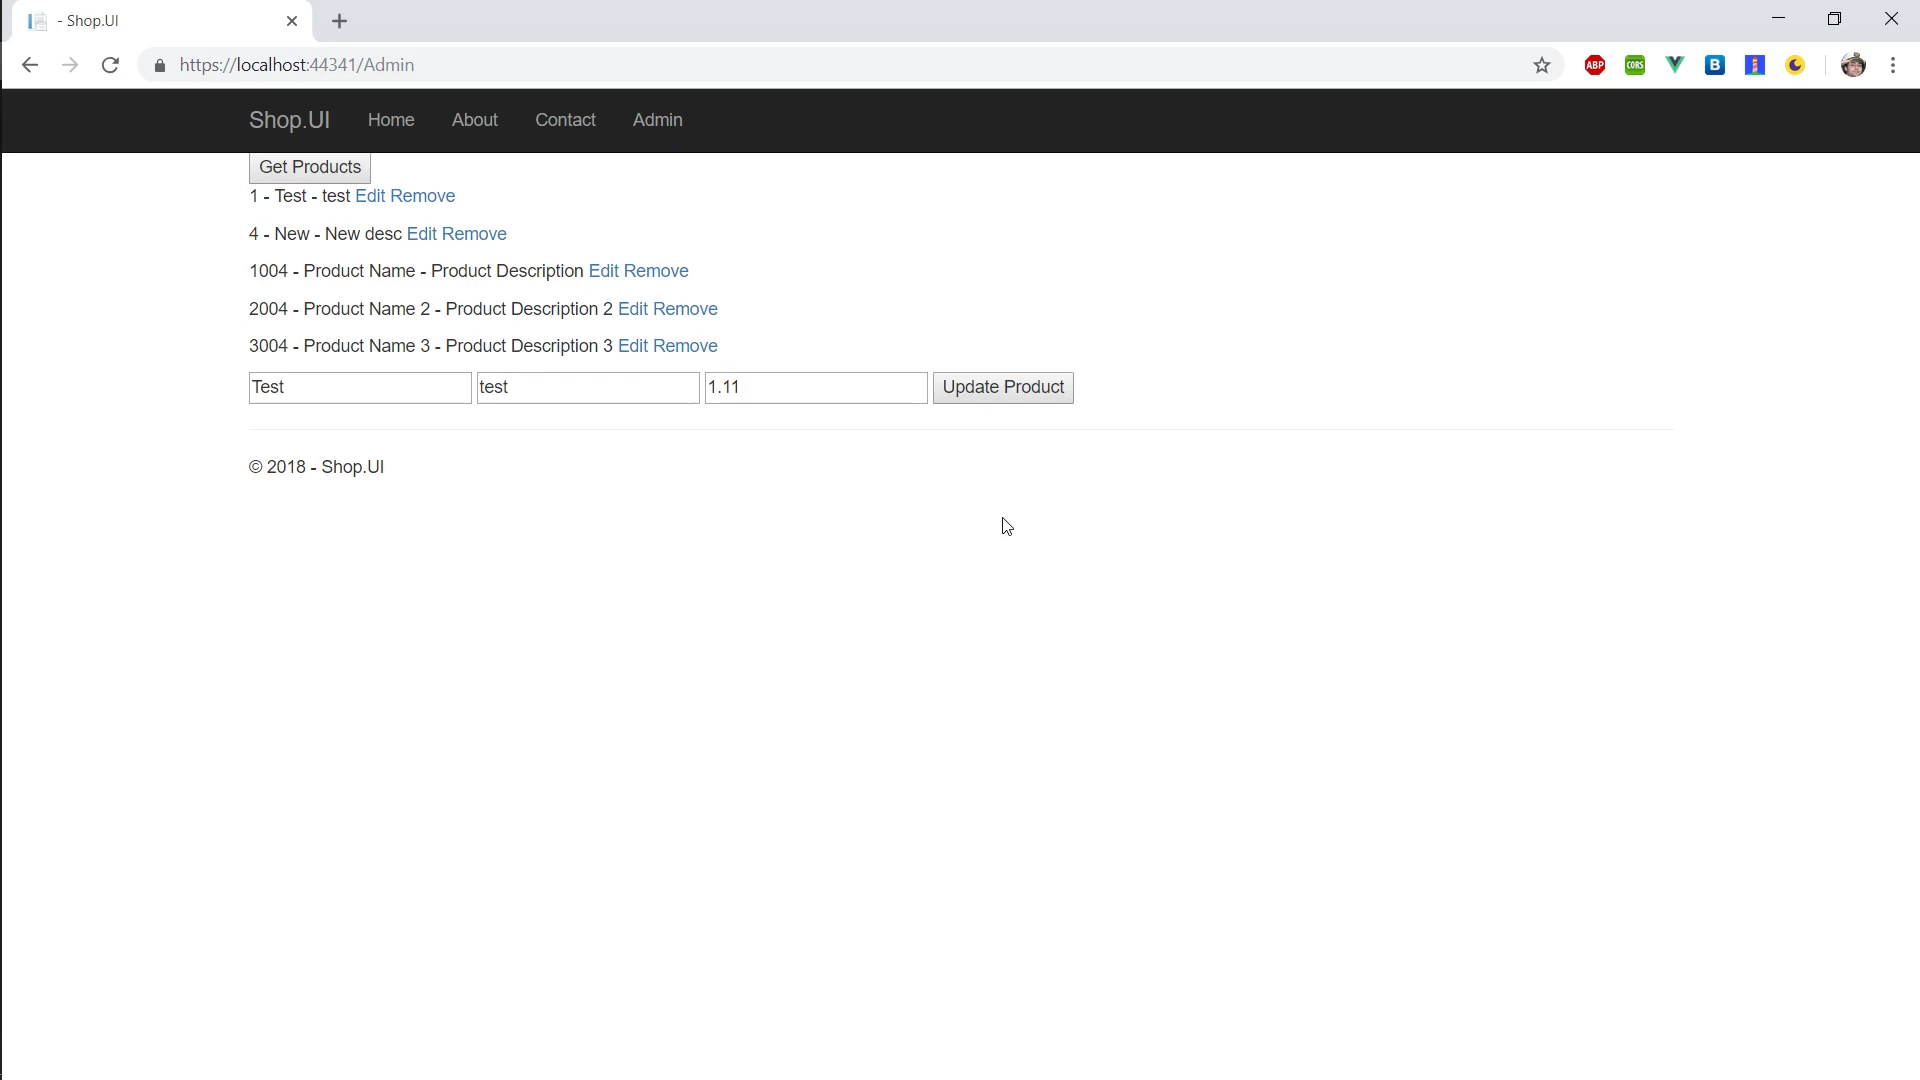 - Shop.UI
https://localhost:44341/Admin
ABP
CORS
B
Shop.UI Home About Contact Admin
Get Products
1 - Test - test Edit Remove
4 - New - New desc Edit Remove
1004 - Product Name - Product Description Edit Remove
2004 - Product Name 2 - Product Description 2 Edit Remove
3004 - Product Name 3 - Product Description 3 Edit Remove
Test test 1.11 Update Product
© 2018 - Shop.UI